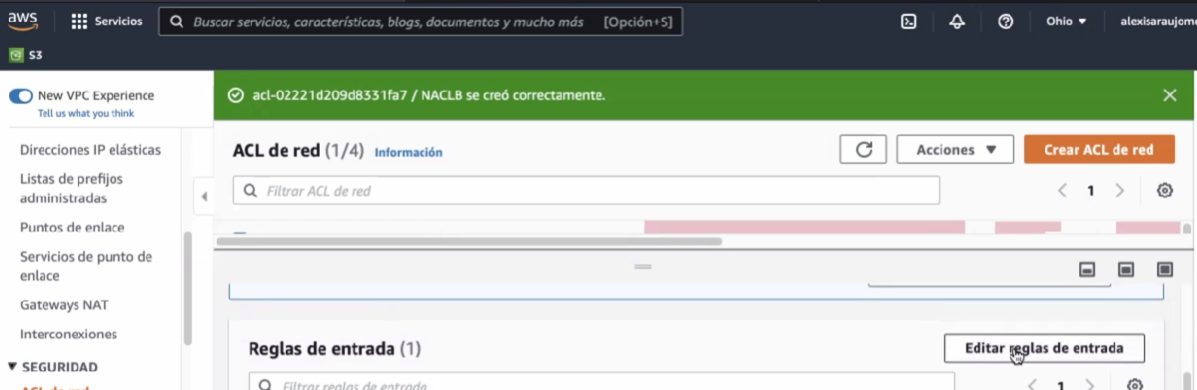 aws
Servicios
Buscar servicios, características, blogs, documentos y mucho más
[Opción+S]
Ohio
alexisaraujome
S3
New VPC Experience
Tell us what you think
acl-02221d209d8331fa7 / NACLB se creó correctamente.
Direcciones IP elásticas
Listas de prefijos
administradas
Puntos de enlace
Servicios de punto de
enlace
Gateways NAT
Interconexiones
SEGURIDAD
ACL de red
ACL de red (1/4)
Información
Acciones
Crear ACL de red
Filtrar ACL de red
1
Reglas de entrada (1)
Editar reglas de entrada
Filtrar reglas de entrada
1